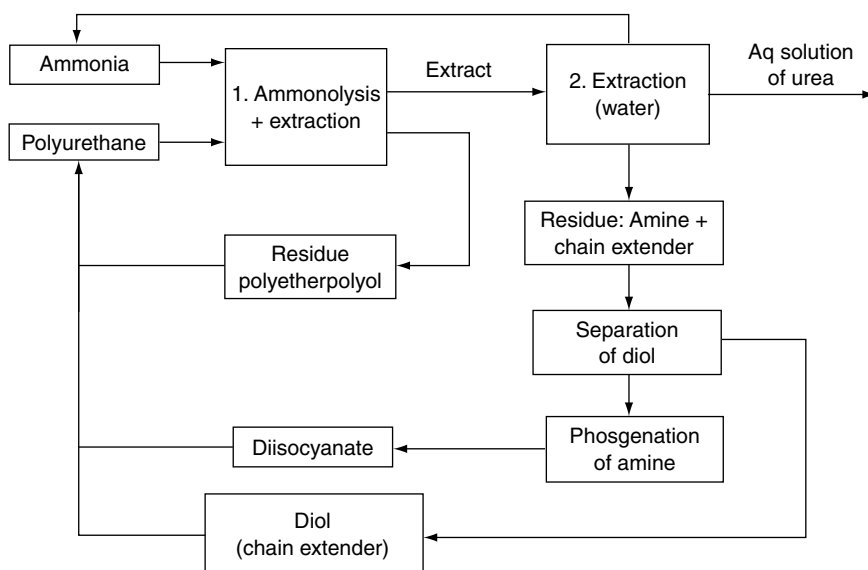 Ammonia
1. Ammonolysis
+ extraction
Extract
2. Extraction
(water)
Aq solution
of urea
Polyurethane
Residue: Amine +
chain extender
Residue
polyetherpolyol
Separation
of diol
Diisocyanate
Phosgenation
of amine
Diol
(chain extender)